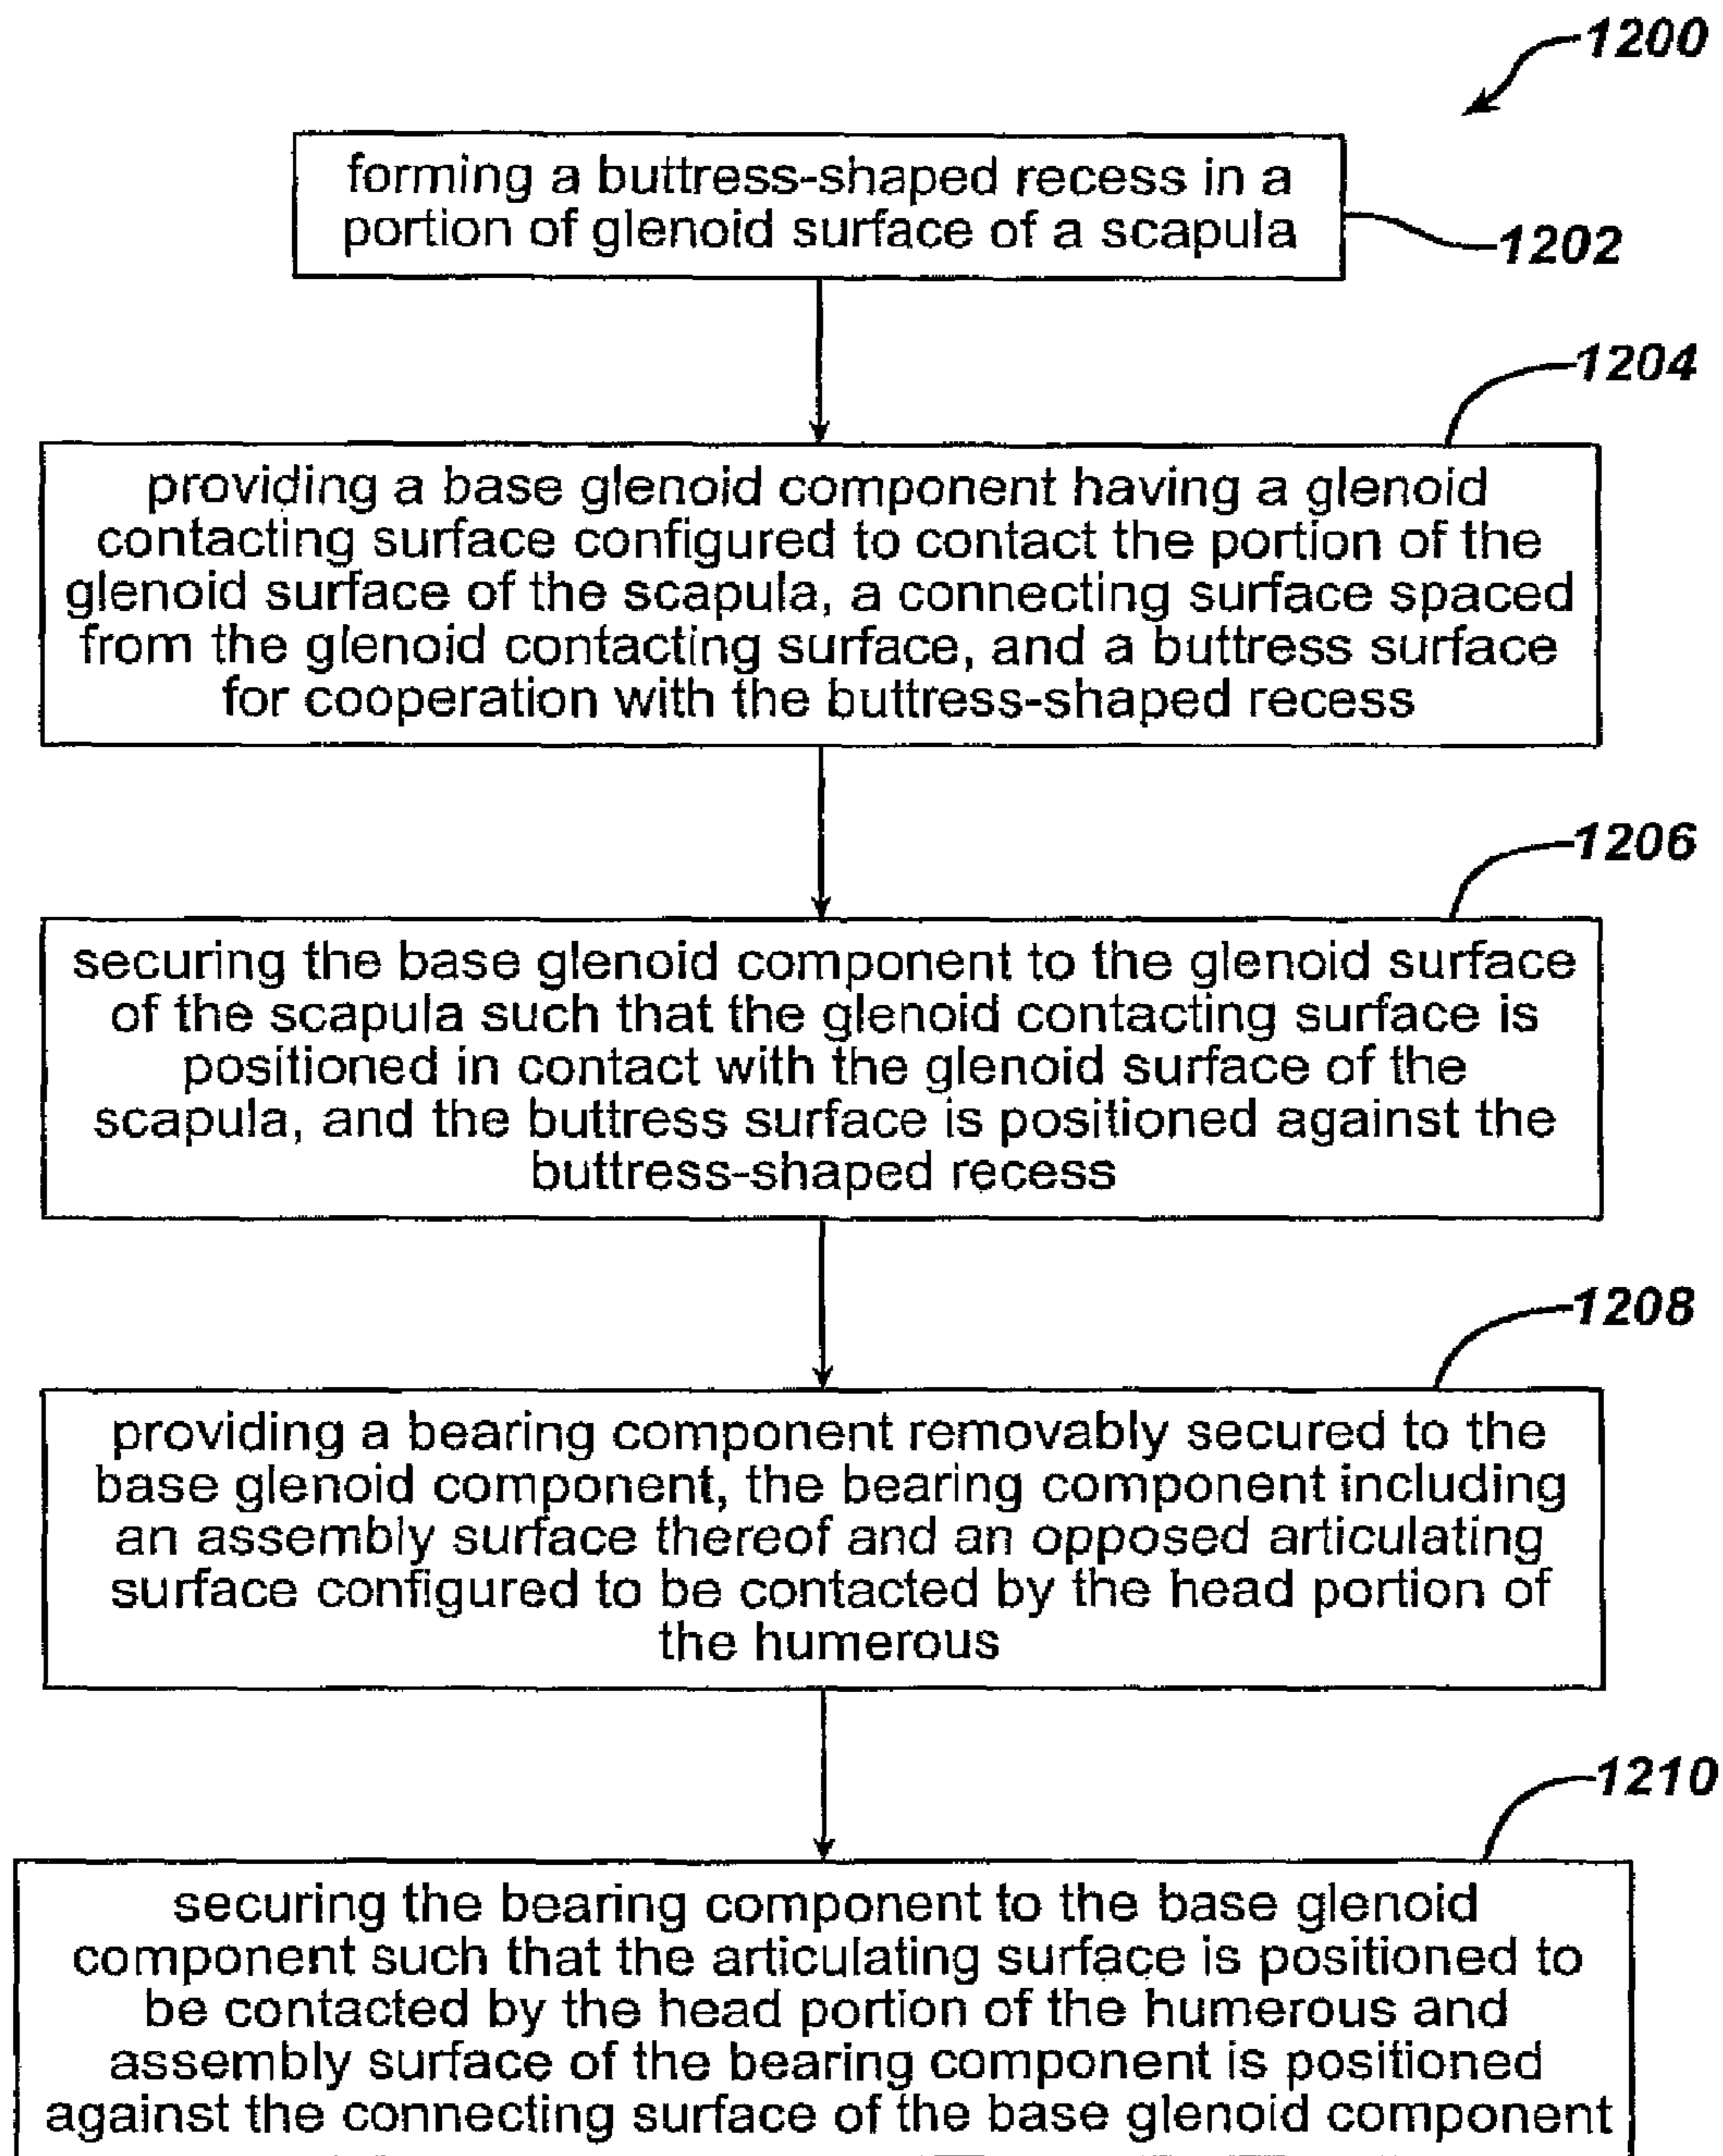 1200
forming a buttress-shaped recess in a
portion of glenoid surface of a scapula
1202
1204
providing a base glenoid component having a glenoid
contacting surface configured to contact the portion of the
glenoid surface of the scapula, a connecting surface spaced
from the glenoid contacting surface, and a buttress surface
for cooperation with the buttress-shaped recess
1206
securing the base glenoid component to the glenoid surface
of the scapula such that the glenoid contacting surface is
positioned in contact with the glenoid surface of the
scapula, and the buttress surface is positioned against the
buttress-shaped recess
1208
providing a bearing component removably secured to the
base glenoid component, the bearing component including
an assembly surface thereof and an opposed articulating
surface configured to be contacted by the head portion of
the humerous
1210
securing the bearing component to the base glenoid
component such that the articulating surface is positioned to
be contacted by the head portion of the humerous and
assembly surface of the bearing component is positioned
against the connecting surface of the base glenoid component